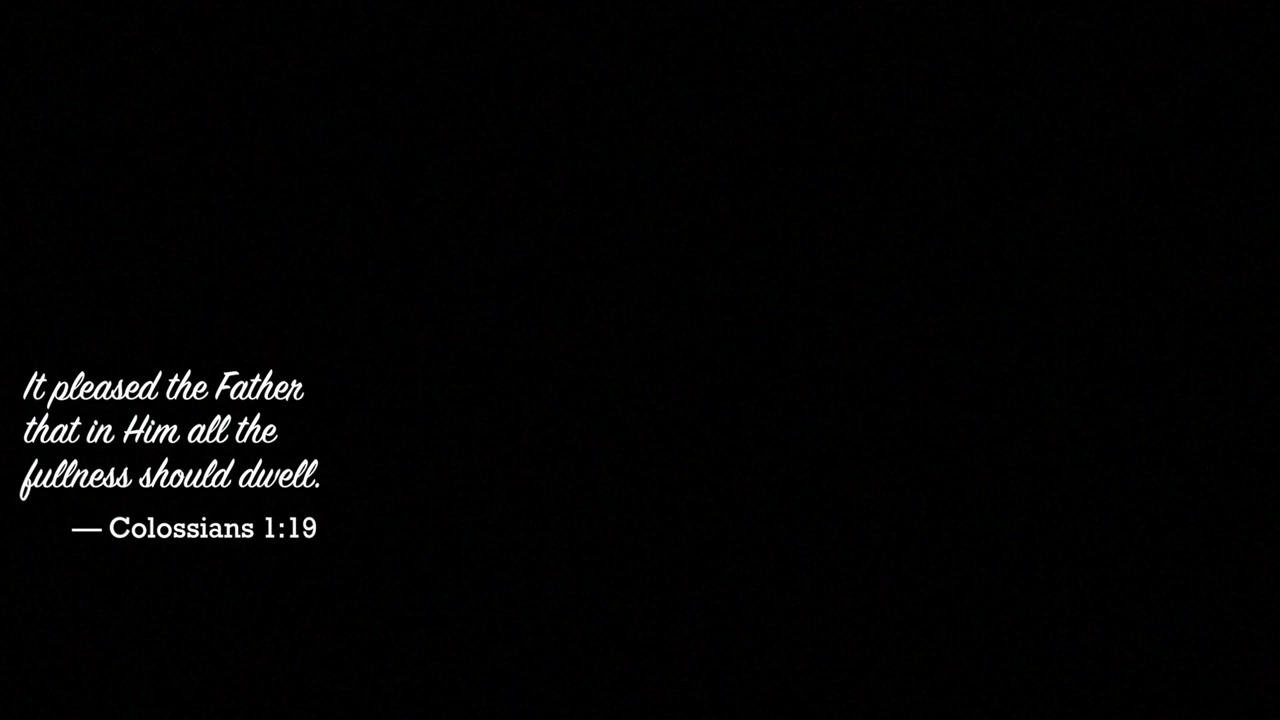 It pleased the Father
that in Him all the
fullness should dwell.
— Colossians 1:19